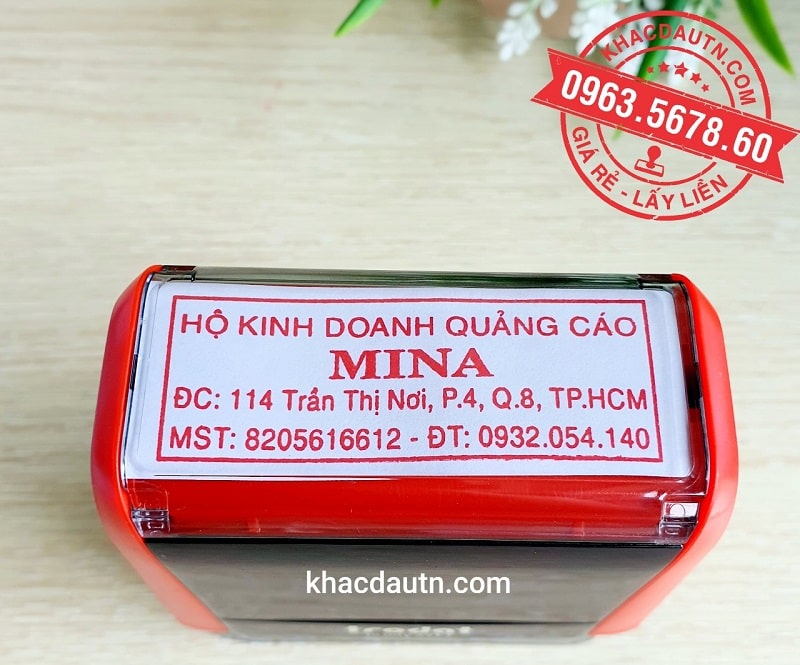 KHACDAUTN.COM
0963.5678.60
GIÁ RẺ - LẤY LIỀN
HỘ KINH DOANH QUẢNG CÁO
MINA
ĐC: 114 Trần Thị Nơi, P.4, Q.8, TP.HCM
MST: 8205616612 - ĐT: 0932.054.140
khacdautn.com
trodat